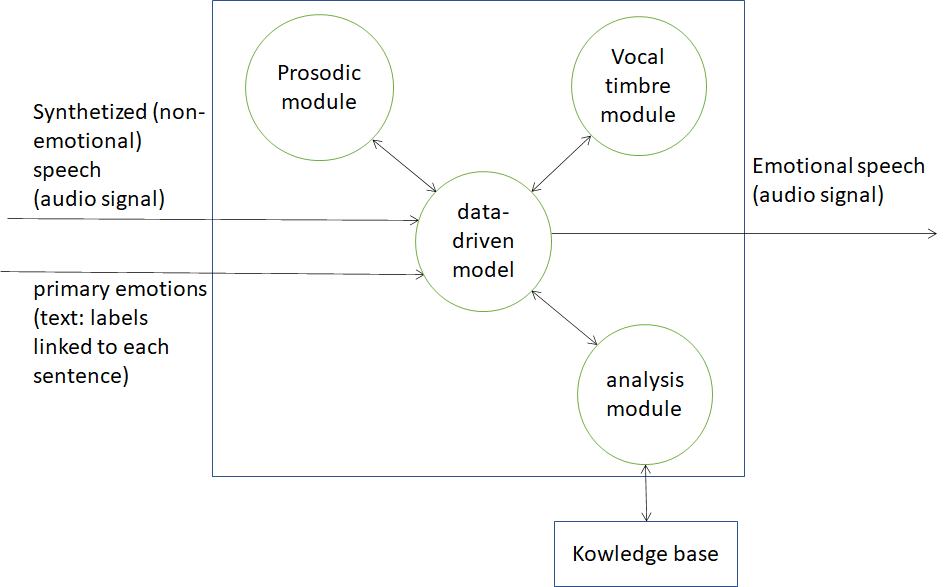 Prosodic
module
Vocal
timbre
module
Synthetized (non-
emotional)
speech
(audio signal)
Emotional speech
(audio signal)
data-
driven
model
primary emotions
(text: labels
linked to each
sentence)
analysis
module
Kowledge base